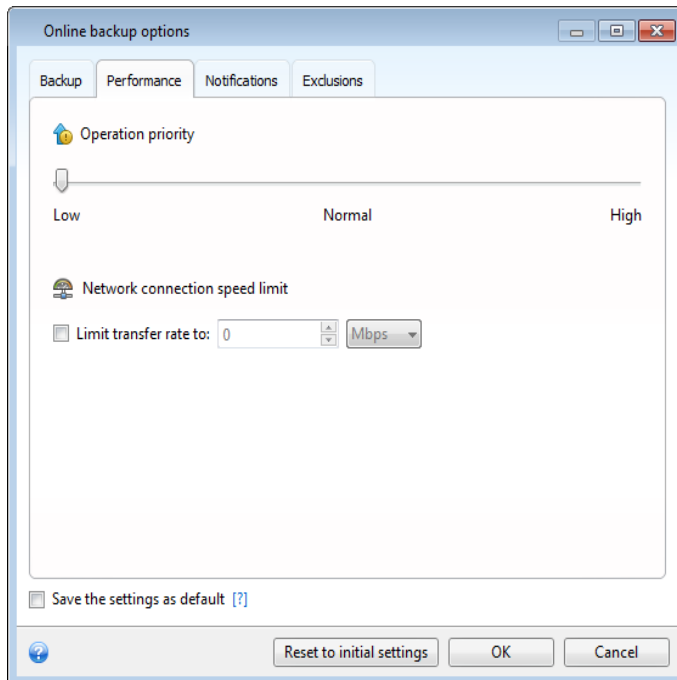 Online backup options
Backup Performance Notifications Exclusions
Operation priority
Low Normal High
Network connection speed limit
Limit transfer rate to: 0 Mbps
Save the settings as default [?]
Reset to initial settings OK Cancel